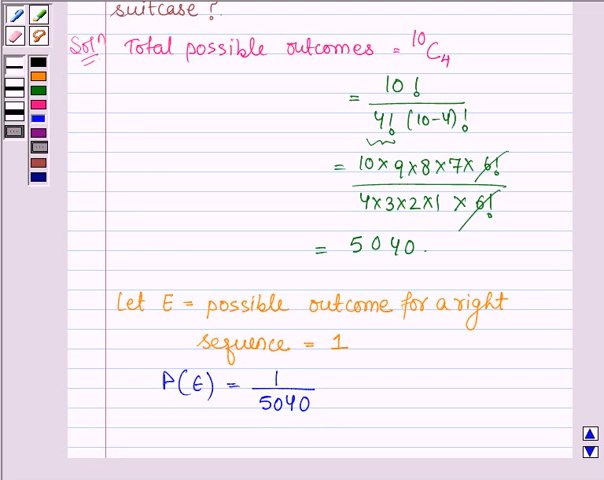 suitcase?
Solⁿ Total possible outcomes = ¹⁰C₄
= 10! / 4! (10-4)!
= 10×9×8×7×6! / 4×3×2×1 ×6!
= 5040.
Let E = possible outcome for a right
sequence = 1
P(E) = 1 / 5040